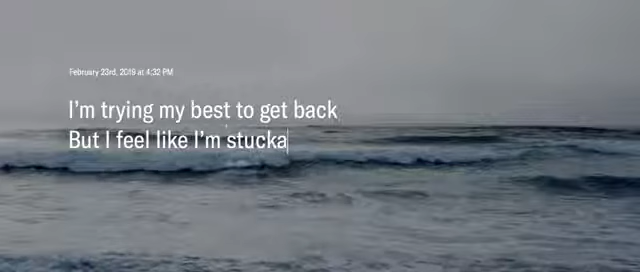 February 23rd, 2019 at 4:32 PM
I'm trying my best to get back
But I feel like I'm stucka